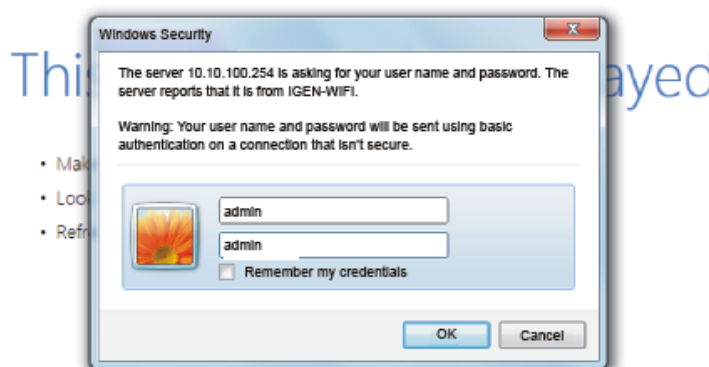 Windows Security
The server 10.10.100.254 is asking for your user name and password. The
server reports that it is from IGEN-WIFI.
Warning: Your user name and password will be sent using basic
authentication on a connection that isn't secure.
admin
admin
Remember my credentials
OK
Cancel